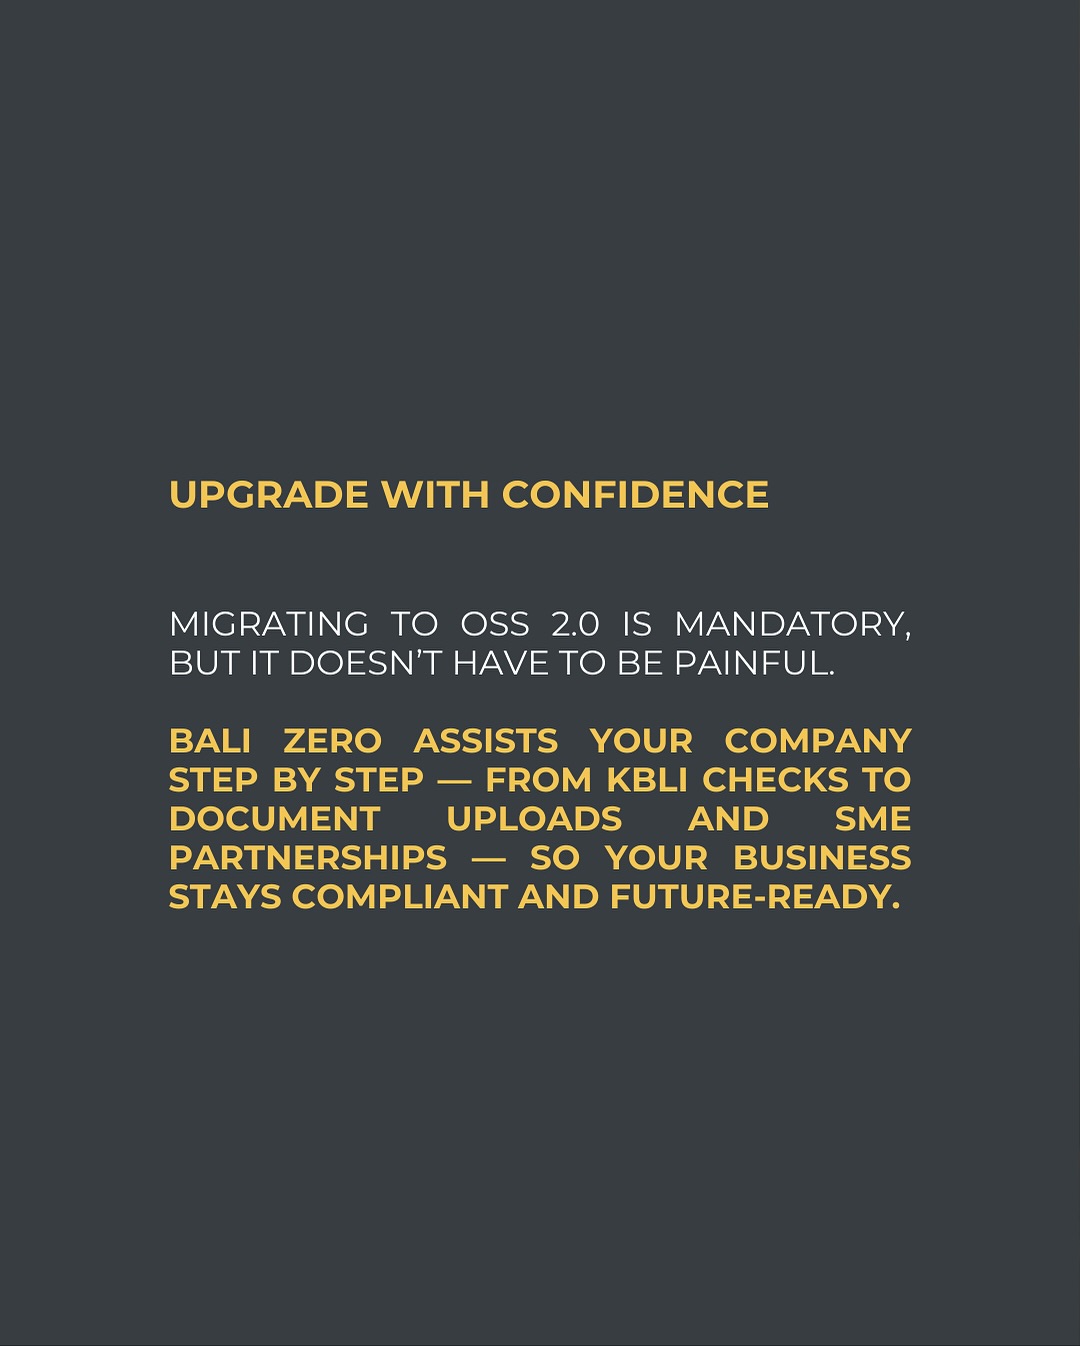 UPGRADE WITH CONFIDENCE
MIGRATING TO OSS 2.0 IS MANDATORY,
BUT IT DOESN’T HAVE TO BE PAINFUL.
BALI ZERO ASSISTS YOUR COMPANY
STEP BY STEP — FROM KBLI CHECKS TO
DOCUMENT UPLOADS AND SME
PARTNERSHIPS — SO YOUR BUSINESS
STAYS COMPLIANT AND FUTURE-READY.